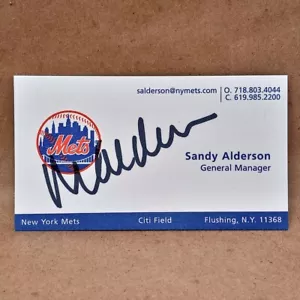 salderson@nymets.com | O. 718.803.4044
C. 619.985.2200
Mets
Sandy Alderson
General Manager
New York Mets Citi Field Flushing, N.Y. 11368